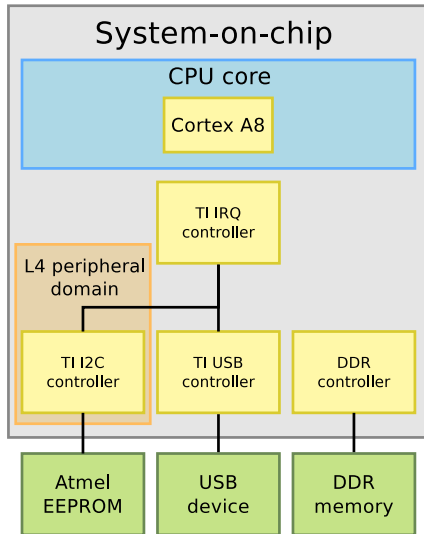 System-on-chip
CPU core
Cortex A8
TI IRQ
controller
L4 peripheral
domain
TI I2C
controller
TI USB
controller
DDR
controller
Atmel
EEPROM
USB
device
DDR
memory